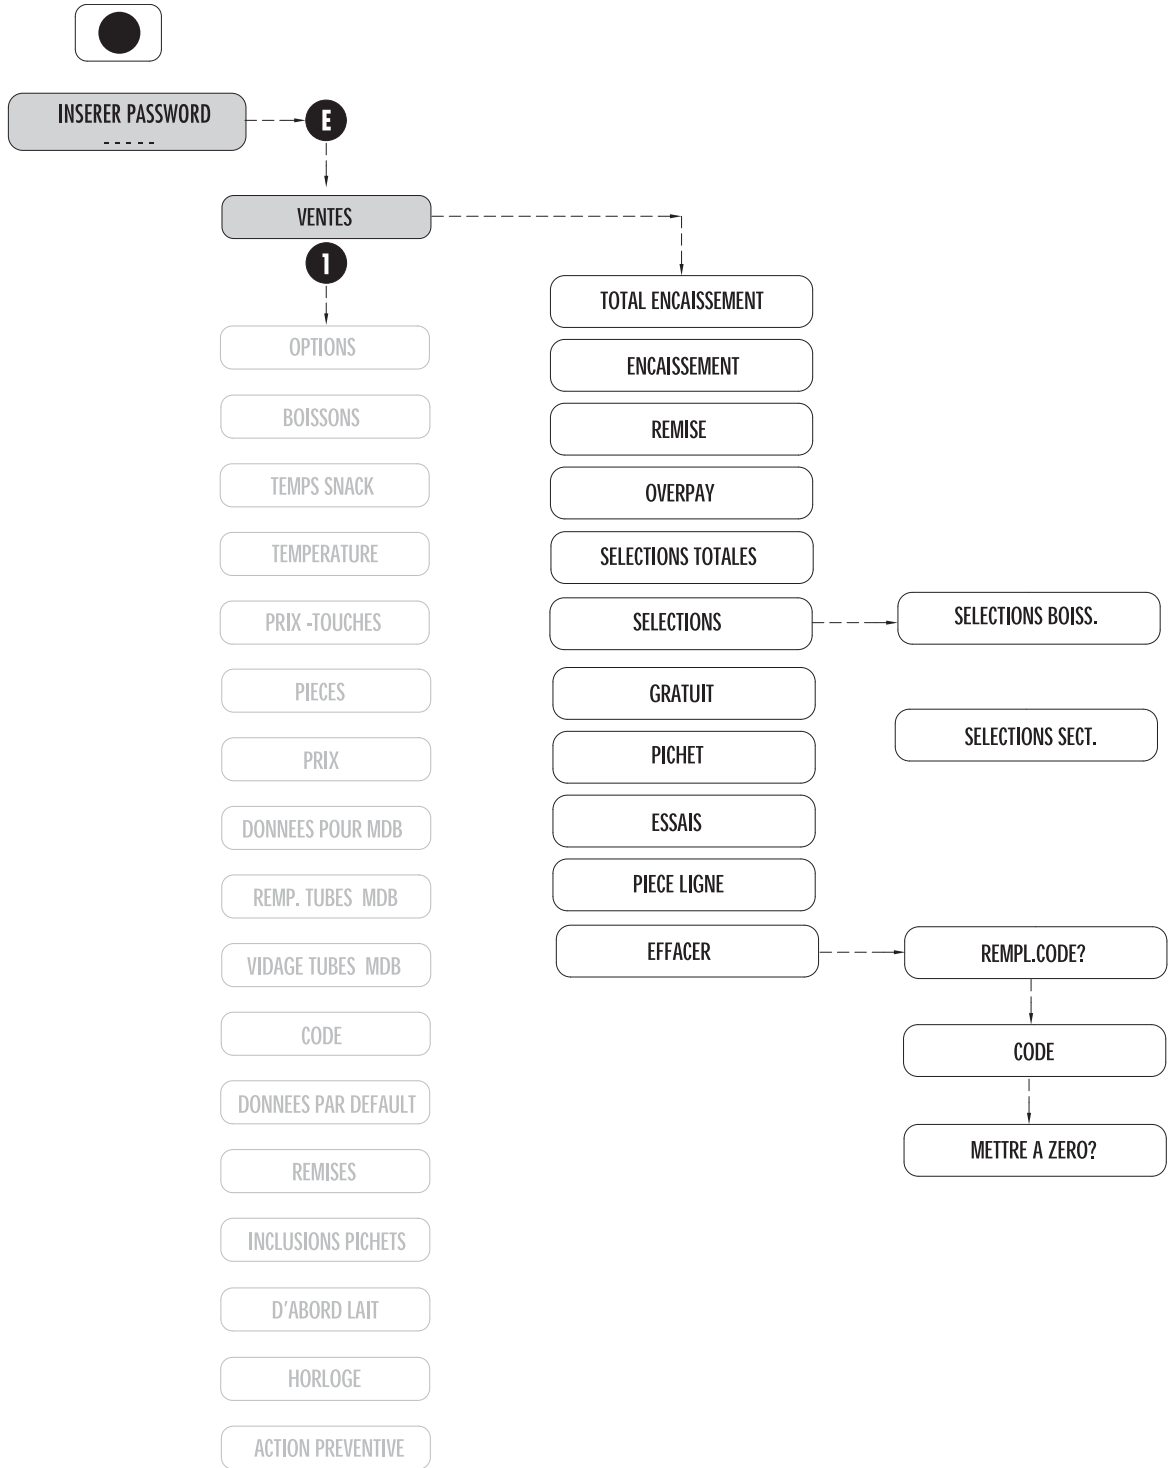 INSERER PASSWORD
- - - - -
E
VENTES
1
OPTIONS
BOISSONS
TEMPS SNACK
TEMPERATURE
PRIX -TOUCHES
PIECES
PRIX
DONNEES POUR MDB
REMP. TUBES MDB
VIDAGE TUBES MDB
CODE
DONNEES PAR DEFAULT
REMISES
INCLUSIONS PICHETS
D'ABORD LAIT
HORLOGE
ACTION PREVENTIVE
TOTAL ENCAISSEMENT
ENCAISSEMENT
REMISE
OVERPAY
SELECTIONS TOTALES
SELECTIONS
GRATUIT
PICHET
ESSAIS
PIECE LIGNE
EFFACER
SELECTIONS BOISS.
SELECTIONS SECT.
REMPL.CODE?
CODE
METTRE A ZERO?